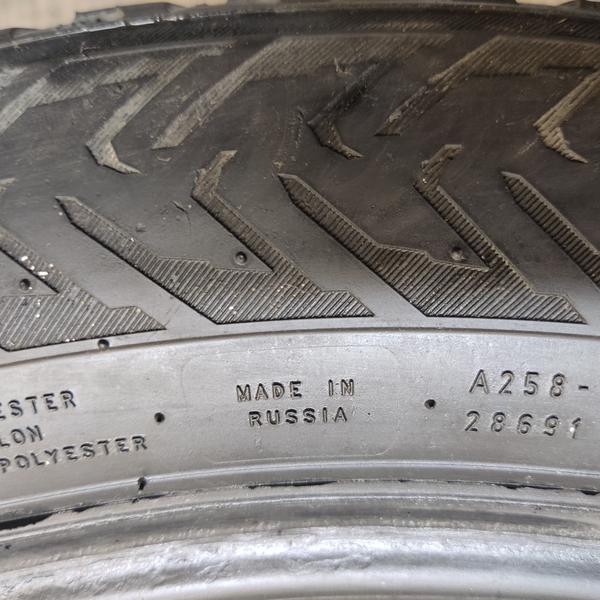 ESTER
LON
POLYESTER
MADE IN
RUSSIA
A258-
28691